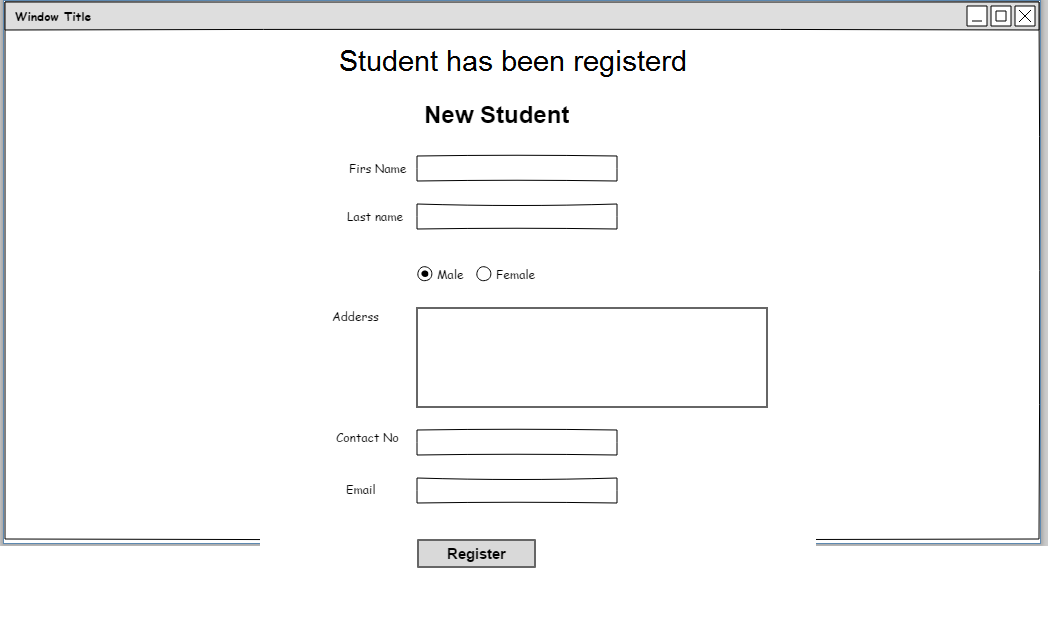 Window Title
Student has been registerd
New Student
Firs Name
Last name
Male Female
Adderss
Contact No
Email
Register